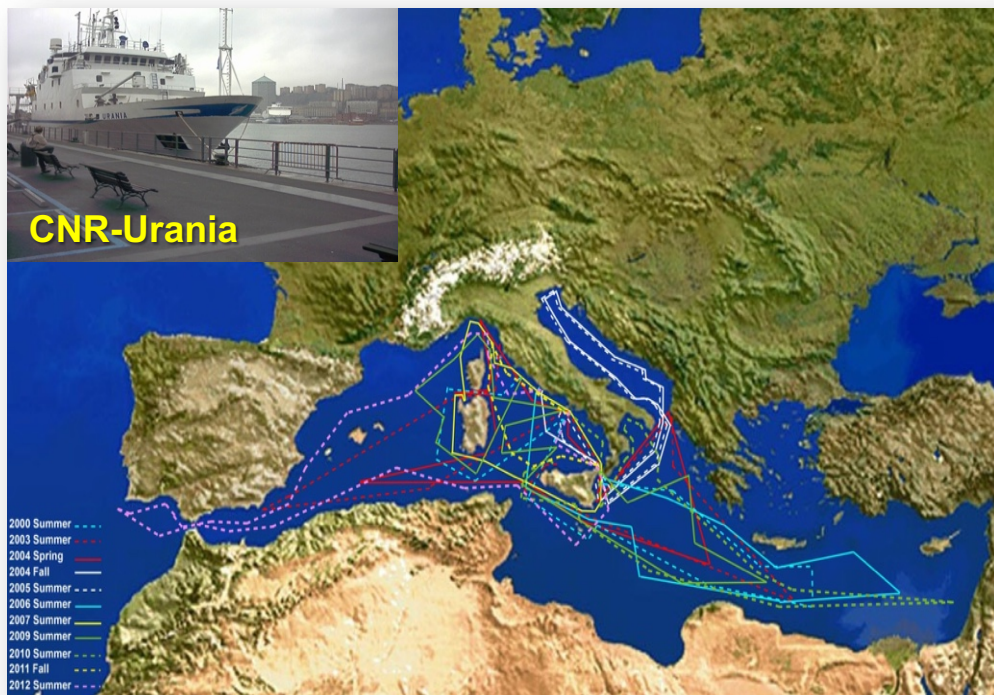 URANIA
CNR-Urania
2000 Summer
2003 Summer
2004 Spring
2004 Fall
2005 Summer
2006 Summer
2007 Summer
2009 Summer
2010 Summer
2011 Fall
2012 Summer